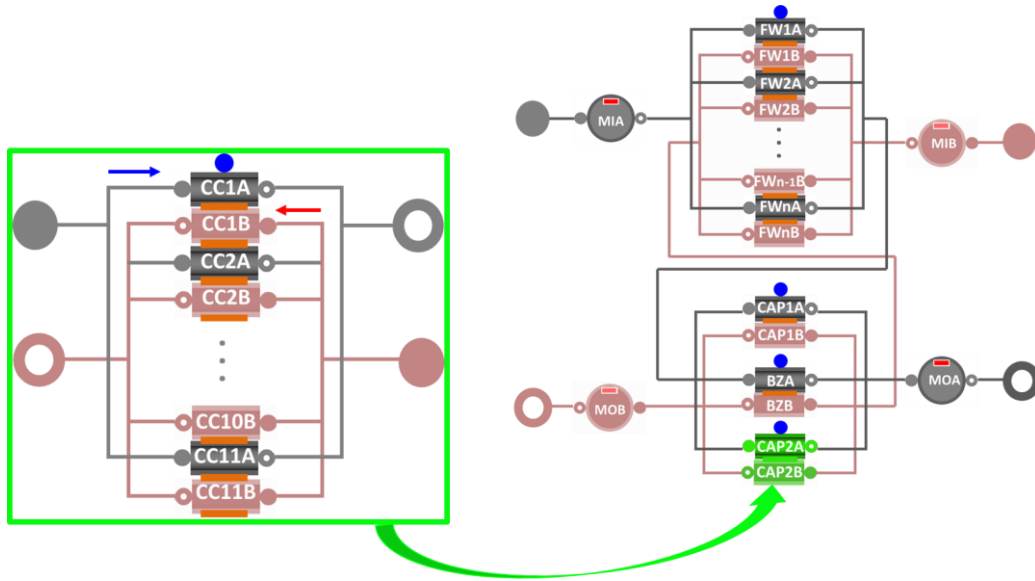 CC1A
CC1B
CC2A
CC2B
CC10B
CC11A
CC11B
FW1A
FW1B
FW2A
FW2B
FWn-1B
FWnA
FWnB
MIA
MIB
CAP1A
CAP1B
BZA
BZB
CAP2A
CAP2B
MOB
MOA